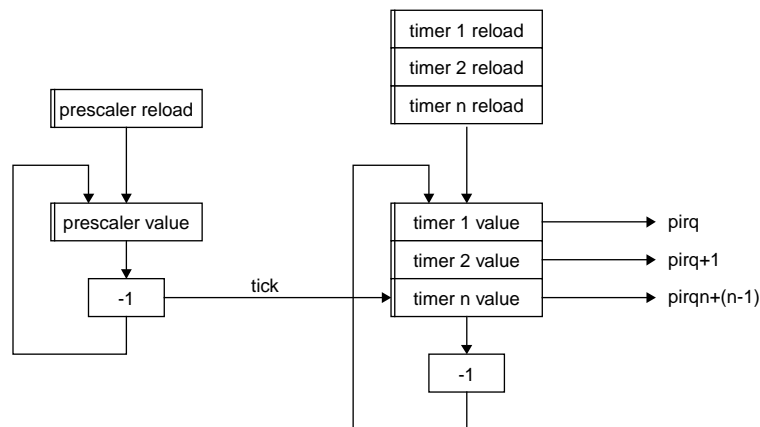 timer 1 reload
timer 2 reload
timer n reload
prescaler reload
prescaler value
timer 1 value
pirq
timer 2 value
pirq+1
-1
tick
timer n value
pirqn+(n-1)
-1